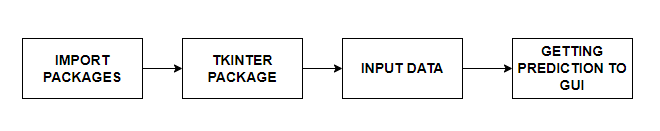 IMPORT
PACKAGES
TKINTER
PACKAGE
INPUT DATA
GETTING
PREDICTION TO
GUI